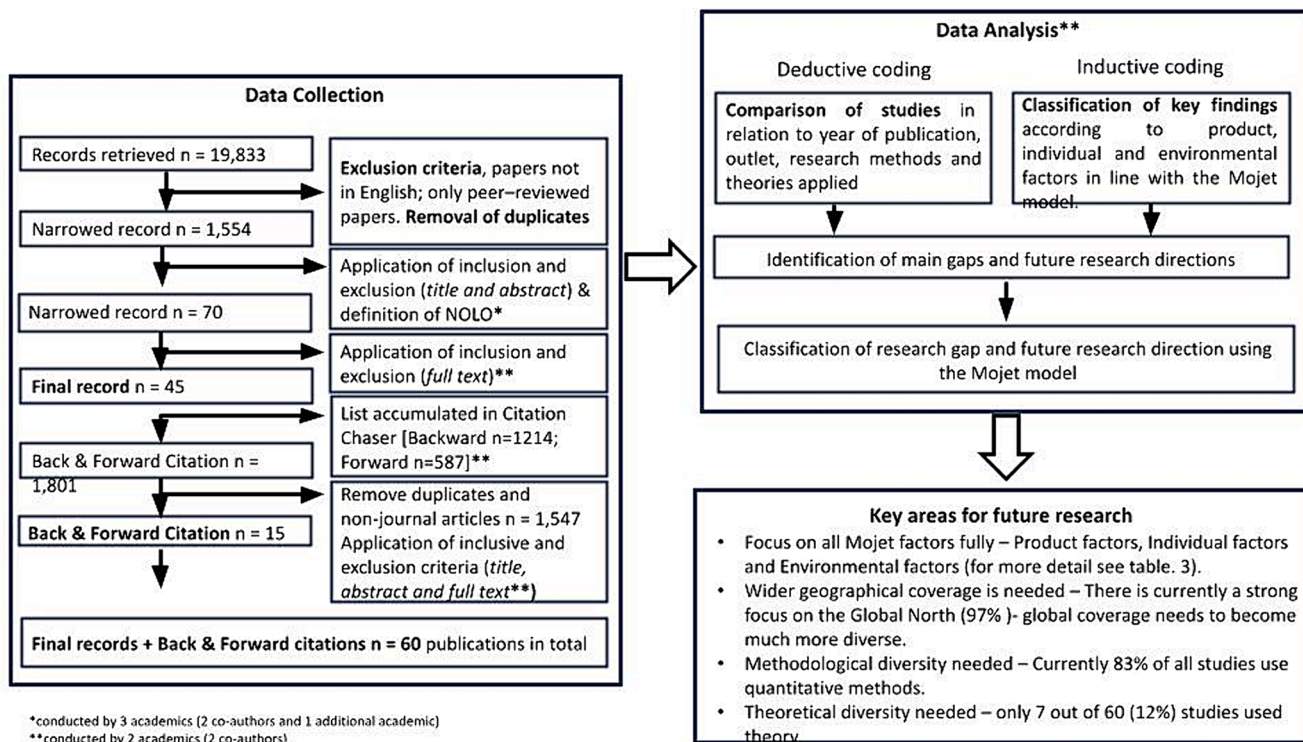 Data Collection
Records retrieved n = 19,833
Exclusion criteria, papers not
in English; only peer–reviewed
papers. Removal of duplicates
Narrowed record n = 1,554
Application of inclusion and
exclusion (title and abstract) &
definition of NOLO*
Narrowed record n = 70
Application of inclusion and
exclusion (full text)**
Final record n = 45
List accumulated in Citation
Chaser [Backward n=1214;
Forward n=587]**
Back & Forward Citation n =
1,801
Remove duplicates and
non-journal articles n = 1,547
Application of inclusive and
exclusion criteria (title,
abstract and full text**)
Back & Forward Citation n = 15
Final records + Back & Forward citations n = 60 publications in total
*conducted by 3 academics (2 co-authors and 1 additional academic)
**conducted by 2 academics (2 co-authors)
Data Analysis**
Deductive coding
Comparison of studies in
relation to year of publication,
outlet, research methods and
theories applied
Inductive coding
Classification of key findings
according to product,
individual and environmental
factors in line with the Mojet
model.
Identification of main gaps and future research directions
Classification of research gap and future research direction using
the Mojet model
Key areas for future research
• Focus on all Mojet factors fully – Product factors, Individual factors
and Environmental factors (for more detail see table. 3).
• Wider geographical coverage is needed – There is currently a strong
focus on the Global North (97% )- global coverage needs to become
much more diverse.
• Methodological diversity needed – Currently 83% of all studies use
quantitative methods.
• Theoretical diversity needed – only 7 out of 60 (12%) studies used
theory